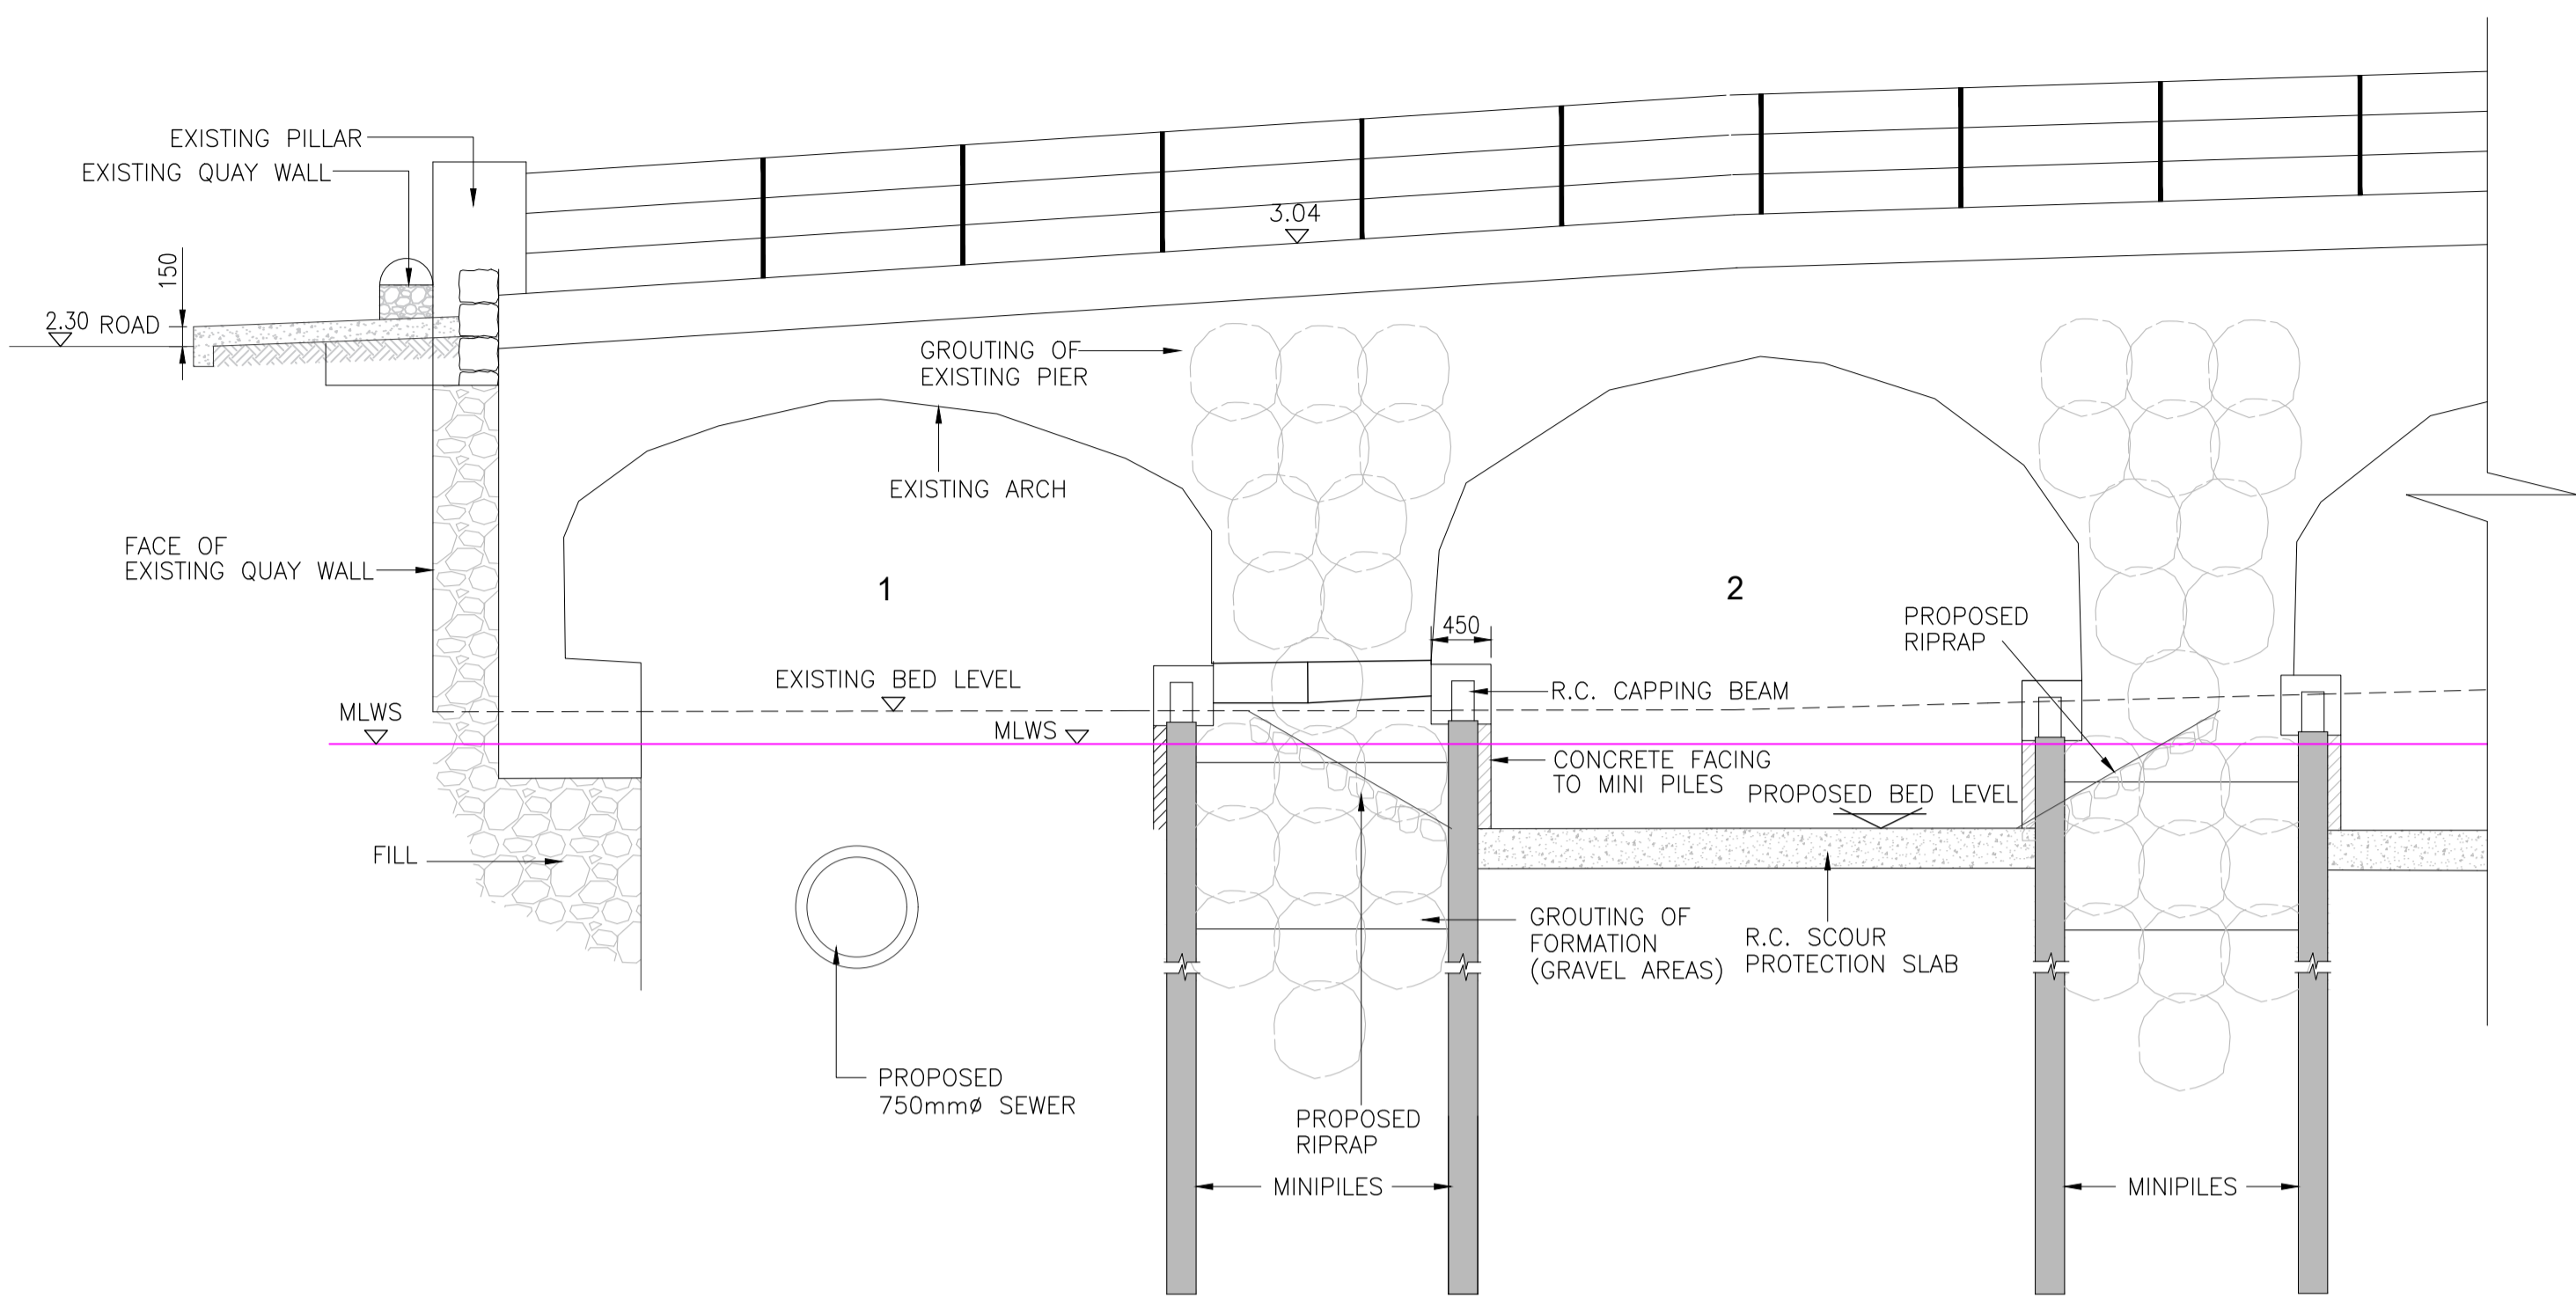 EXISTING PILLAR
EXISTING QUAY WALL
150
2.30 ROAD
3.04
GROUTING OF
EXISTING PIER
EXISTING ARCH
FACE OF
EXISTING QUAY WALL
1
2
450
PROPOSED
RIPRAP
EXISTING BED LEVEL
R.C. CAPPING BEAM
MLWS
MLWS
CONCRETE FACING
TO MINI PILES
PROPOSED BED LEVEL
FILL
GROUTING OF
FORMATION
(GRAVEL AREAS)
R.C. SCOUR
PROTECTION SLAB
PROPOSED
750mmø SEWER
PROPOSED
RIPRAP
MINIPILES
MINIPILES